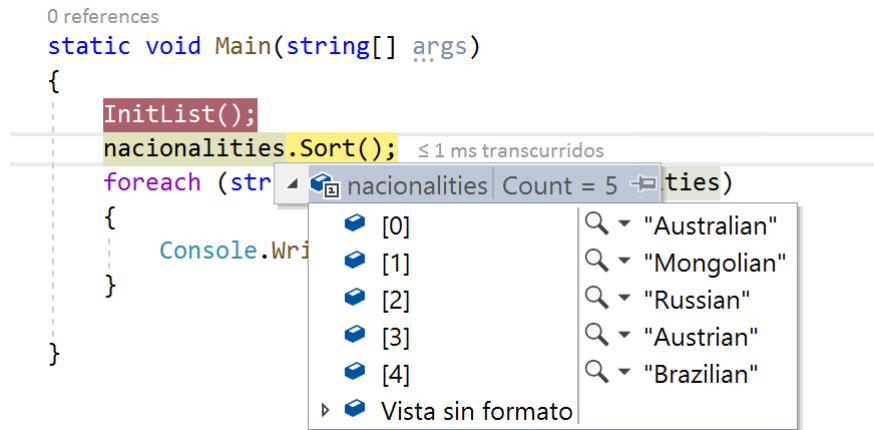 0 references
static void Main(string[] args)
{
InitList();
nacionalities.Sort(); ≤ 1 ms transcurridos
foreach (str ties)
nacionalities Count = 5
{
[0] "Australian"
Console.Wri
[1] "Mongolian"
}
[2] "Russian"
[3] "Austrian"
}
[4] "Brazilian"
Vista sin formato